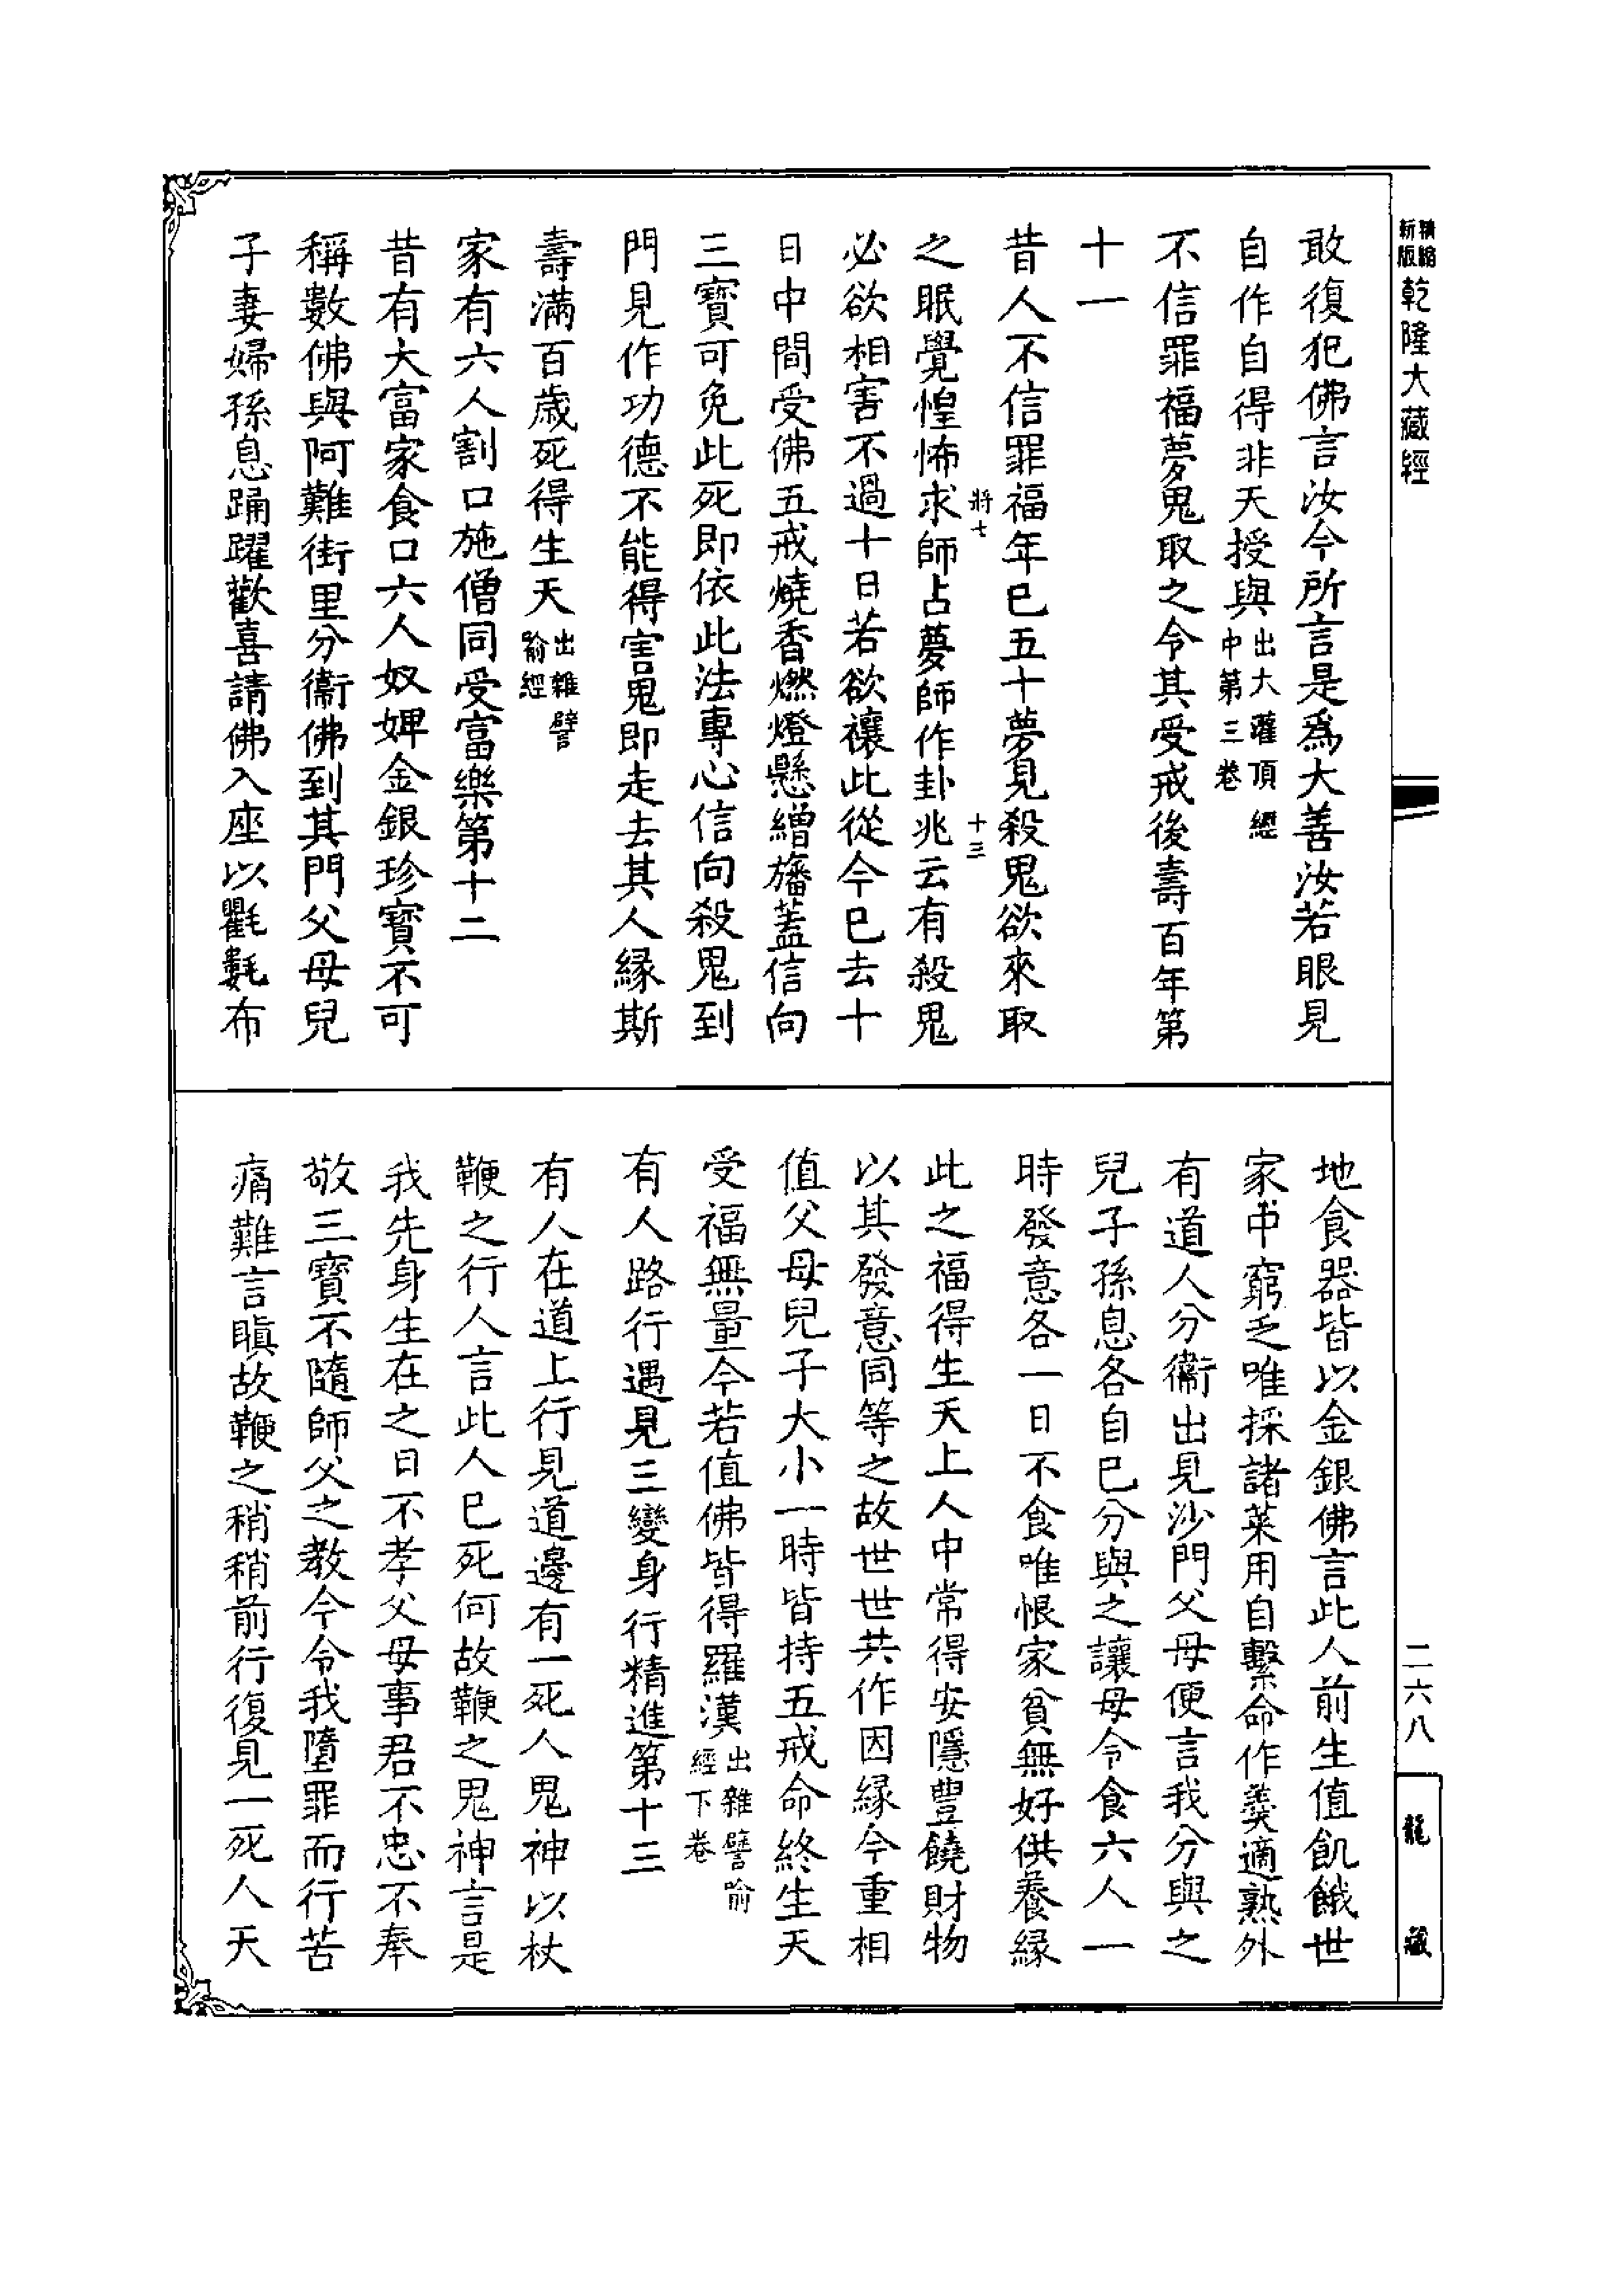 精縮
新版
乾隆大藏經
敢復犯佛言汝今所言是爲大善汝若眼見
自作自得非天授與出大灌頂經
中第三卷
不信罪福夢鬼取之令其受戒後壽百年第
十一
昔人不信罪福年巳五十夢見殺鬼欲來取
將七
十三
之眠覺惶怖求師占夢師作卦兆云有殺鬼
必欲相害不過十日若欲禳此從今巳去十
日中間受佛五戒燒香燃燈懸繒旛蓋信向
三寶可免此死即依此法專心信向殺鬼到
門見作功德不能得害鬼即走去其人緣斯
壽滿百歲死得生天出雜譬
喻經
家有六人割口施僧同受富樂第十二
昔有大富家食口六人奴婢金銀珍寶不可
稱數佛與阿難街里分衞佛到其門父母兒
子妻婦孫息踊躍歡喜請佛入座以氍㲣布
地食器皆以金銀佛言此人前生值飢餓世
家中窮乏唯採諸菜用自繫命作羹適熟外
有道人分衞出見沙門父母便言我分與之
兒子孫息各自巳分與之讓母令食六人一
時發意各一日不食唯恨家貧無好供養緣
此之福得生天上人中常得安隱豐饒財物
以其發意同等之故世世共作因緣今重相
值父母兒子大小一時皆持五戒命終生天
受福無量今若值佛皆得羅漢出雜譬喻
經下卷
有人路行遇見三變身行精進第十三
有人在道上行見道邊有一死人鬼神以杖
鞭之行人言此人巳死何故鞭之鬼神言是
我先身生在之日不孝父母事君不忠不奉
敬三寶不隨師父之教今令我墮罪而行苦
痛難言瞋故鞭之稍稍前行復見一死人天
二六八
龍藏